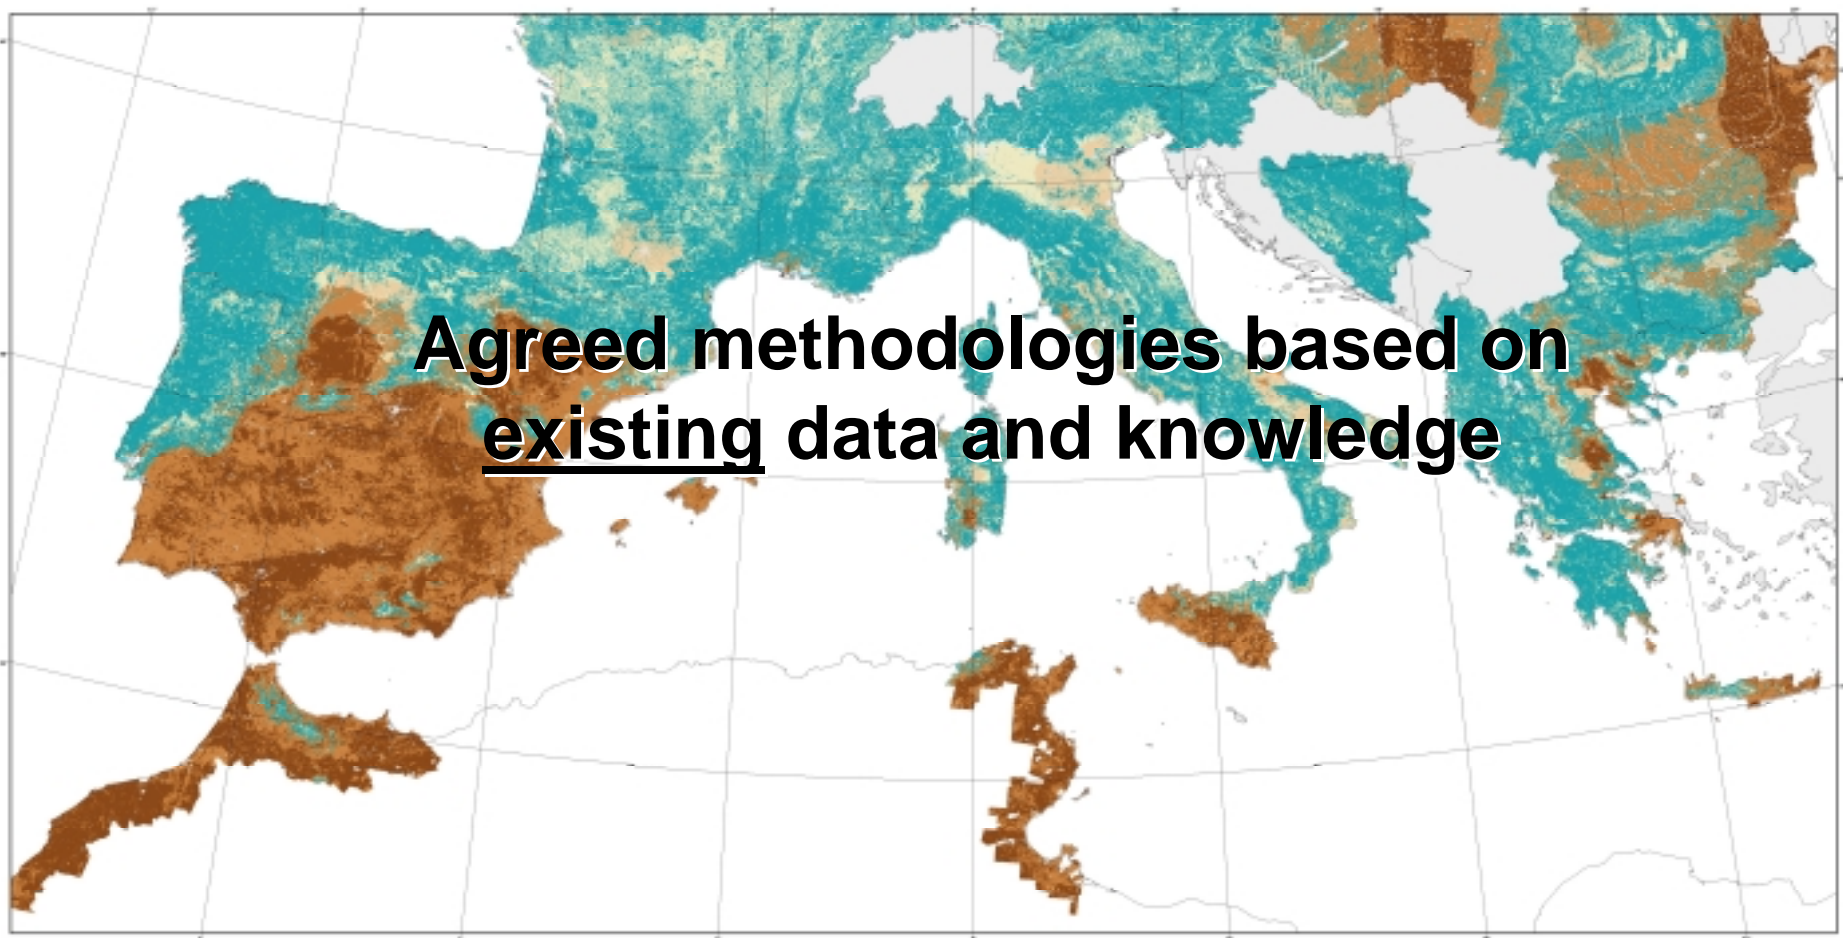 Agreed methodologies based on
existing data and knowledge